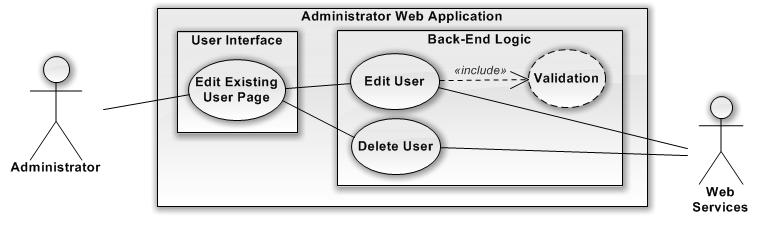 Administrator Web Application
User Interface
Back-End Logic
Edit Existing
User Page
Edit User
«include»
Validation
Delete User
Administrator
Web
Services